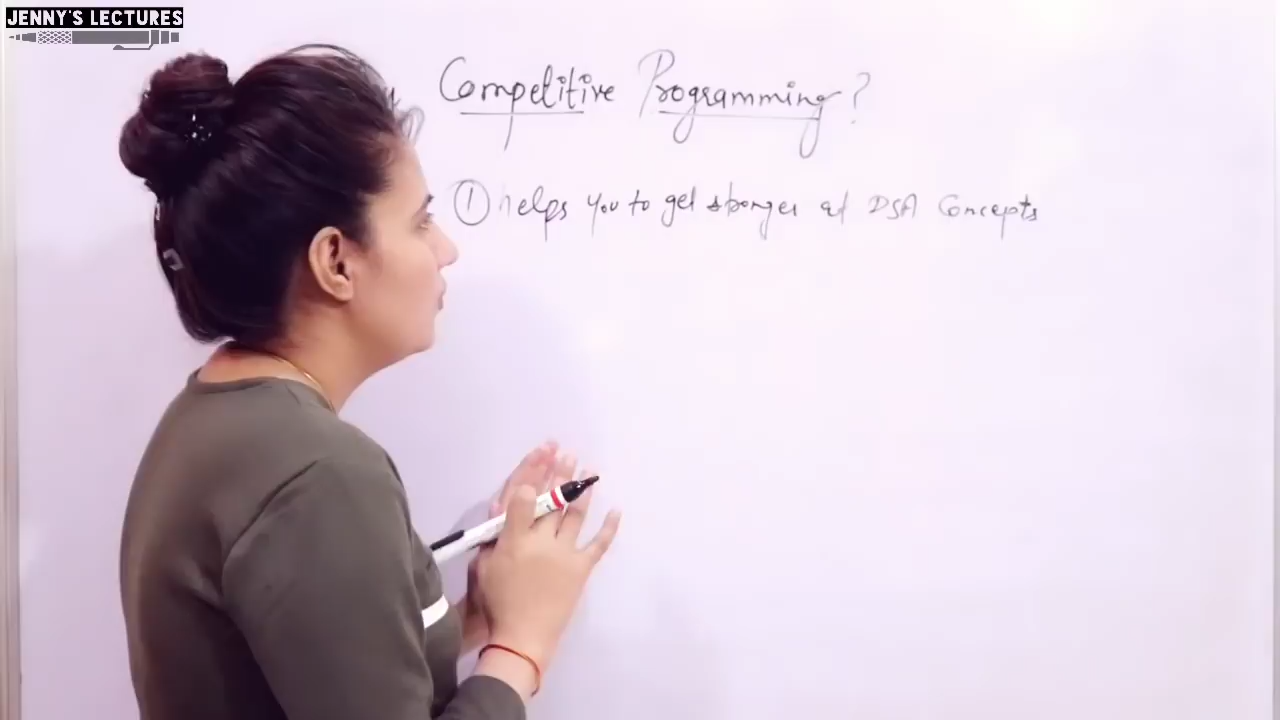 JENNY'S LECTURES
Competitive Programming?
① helps you to get stronger at DSA Concepts